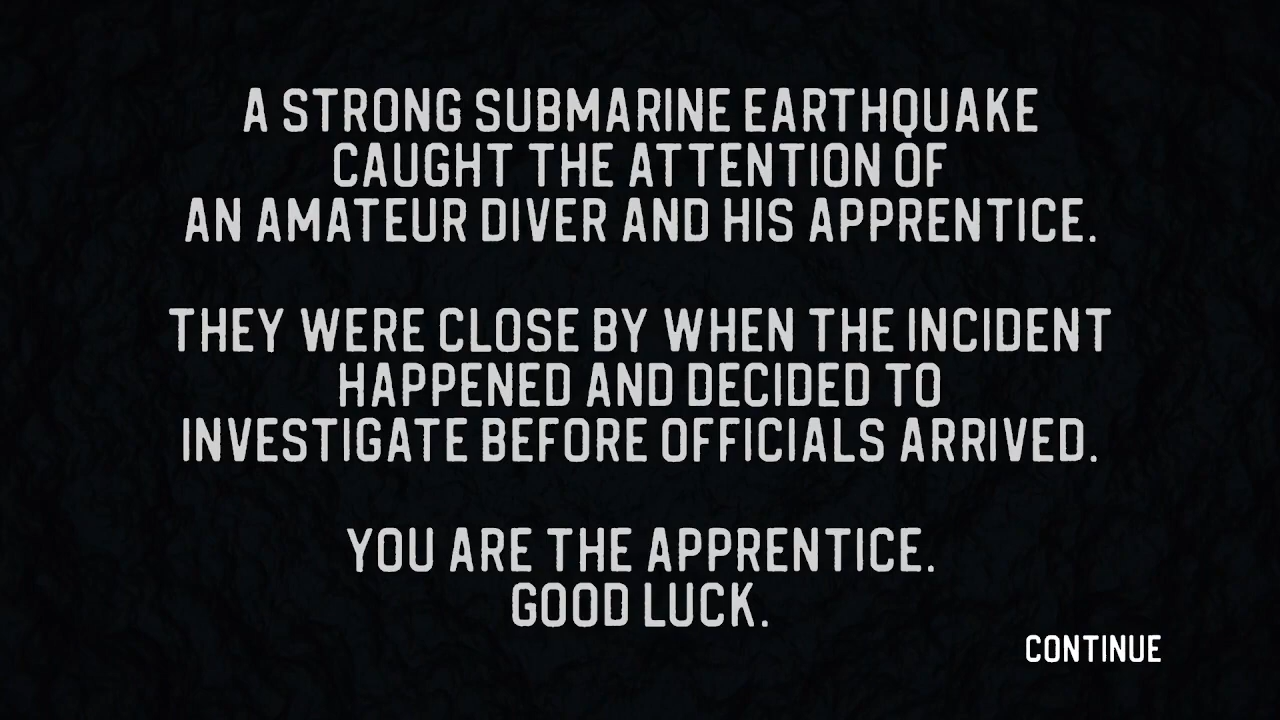 A STRONG SUBMARINE EARTHQUAKE
CAUGHT THE ATTENTION OF
AN AMATEUR DIVER AND HIS APPRENTICE.
THEY WERE CLOSE BY WHEN THE INCIDENT
HAPPENED AND DECIDED TO
INVESTIGATE BEFORE OFFICIALS ARRIVED.
YOU ARE THE APPRENTICE.
GOOD LUCK.
CONTINUE